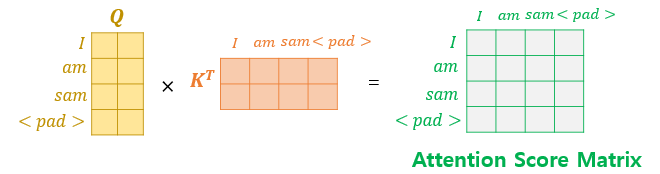 Q
I
am
sam
< pad >
×
K^T
I am sam < pad >
=
I am sam < pad >
I
am
sam
< pad >
Attention Score Matrix